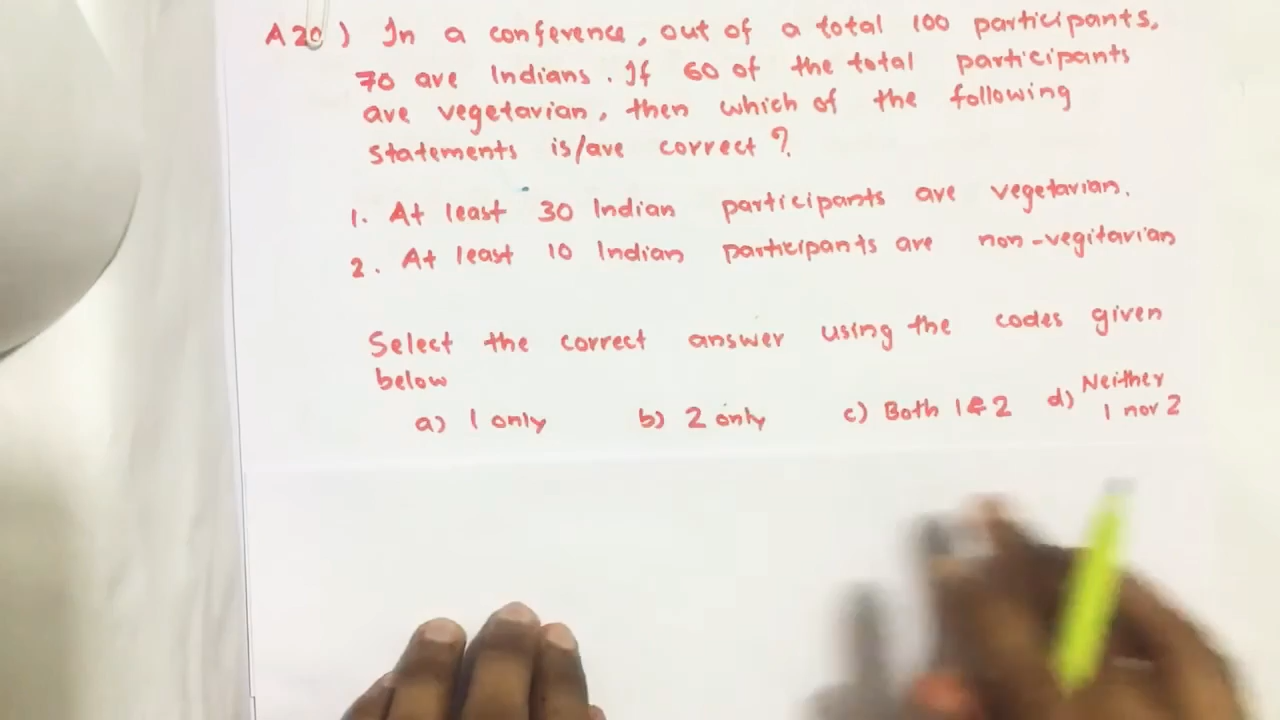 A20) In a conference, out of a total 100 participants,
70 are Indians. If 60 of the total participants
are vegetarian, then which of the following
statements is/are correct?
1. At least 30 Indian participants are vegetarian.
2. At least 10 Indian participants are non-vegitarian
Select the correct answer using the codes given
below
a) 1 only b) 2 only c) Both 1 & 2 d) Neither
1 nor 2